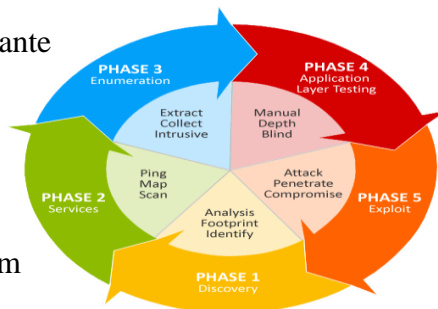 ante
PHASE 3
Enumeration
PHASE 4
Application
Layer Testing
Extract
Collect
Intrusive
Manual
Depth
Blind
PHASE 2
Services
Ping
Map
Scan
Attack
Penetrate
Compromise
PHASE 5
Exploit
Analysis
Footprint
Identify
m
PHASE 1
Discovery